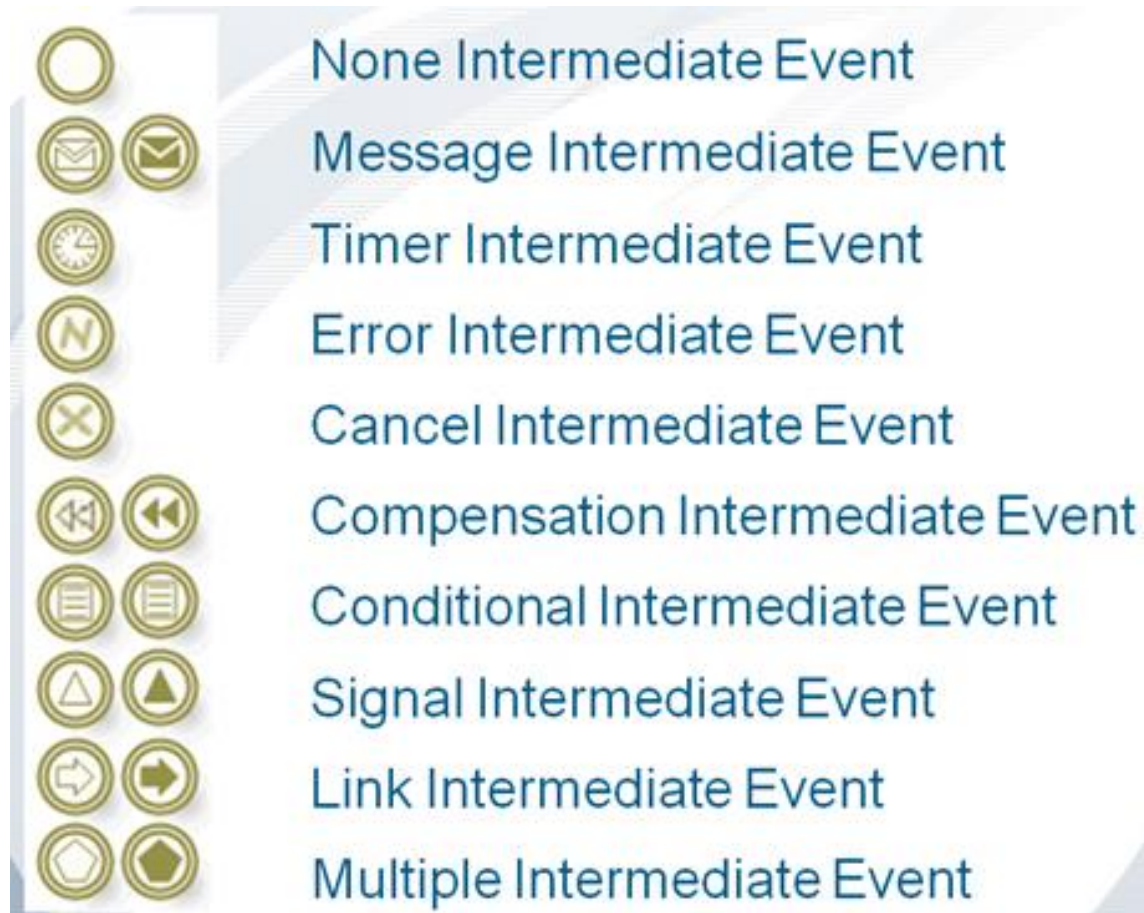 None Intermediate Event
Message Intermediate Event
Timer Intermediate Event
Error Intermediate Event
Cancel Intermediate Event
Compensation Intermediate Event
Conditional Intermediate Event
Signal Intermediate Event
Link Intermediate Event
Multiple Intermediate Event